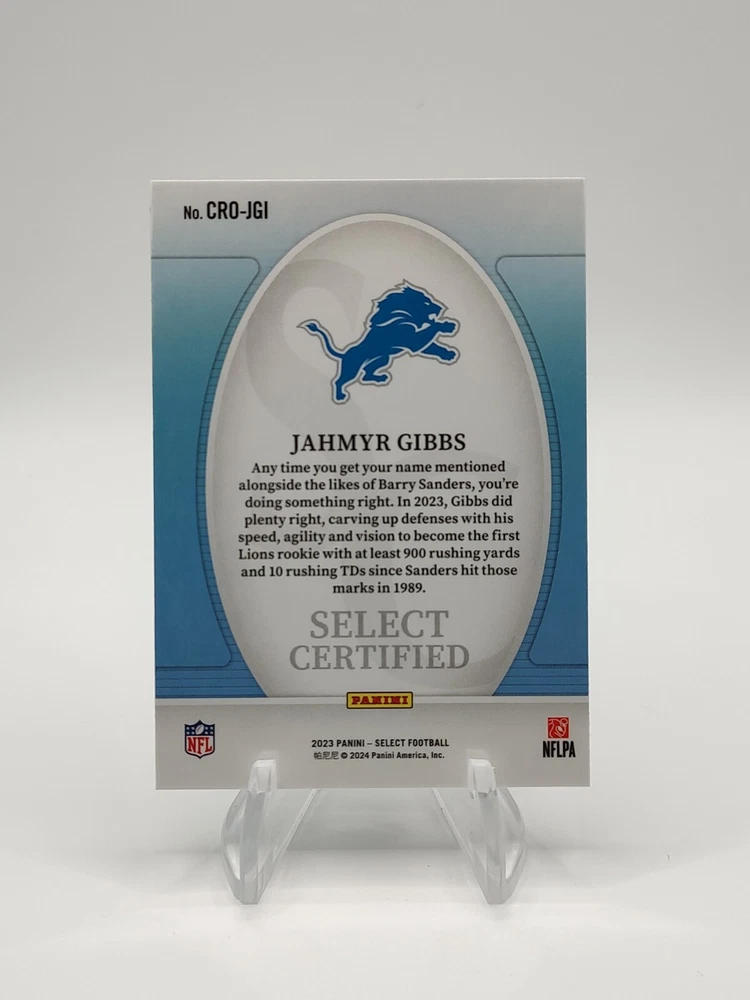 No. CRO-JGI
JAHMYR GIBBS
Any time you get your name mentioned
alongside the likes of Barry Sanders, you're
doing something right. In 2023, Gibbs did
plenty right, carving up defenses with his
speed, agility and vision to become the first
Lions rookie with at least 900 rushing yards
and 10 rushing TDs since Sanders hit those
marks in 1989.
SELECT
CERTIFIED
PANINI
NFL
2023 PANINI – SELECT FOOTBALL
帕尼尼 © 2024 Panini America, Inc.
NFLPA